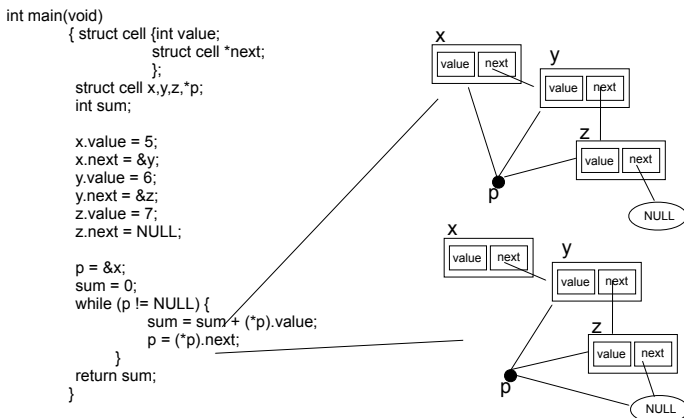 int main(void)
{ struct cell {int value;
struct cell *next;
};
struct cell x,y,z,*p;
int sum;
x.value = 5;
x.next = &y;
y.value = 6;
y.next = &z;
z.value = 7;
z.next = NULL;
p = &x;
sum = 0;
while (p != NULL) {
sum = sum + (*p).value;
p = (*p).next;
}
return sum;
}
x
value next
y
value next
z
value next
p
NULL
x
value next
y
value next
z
value next
p
NULL